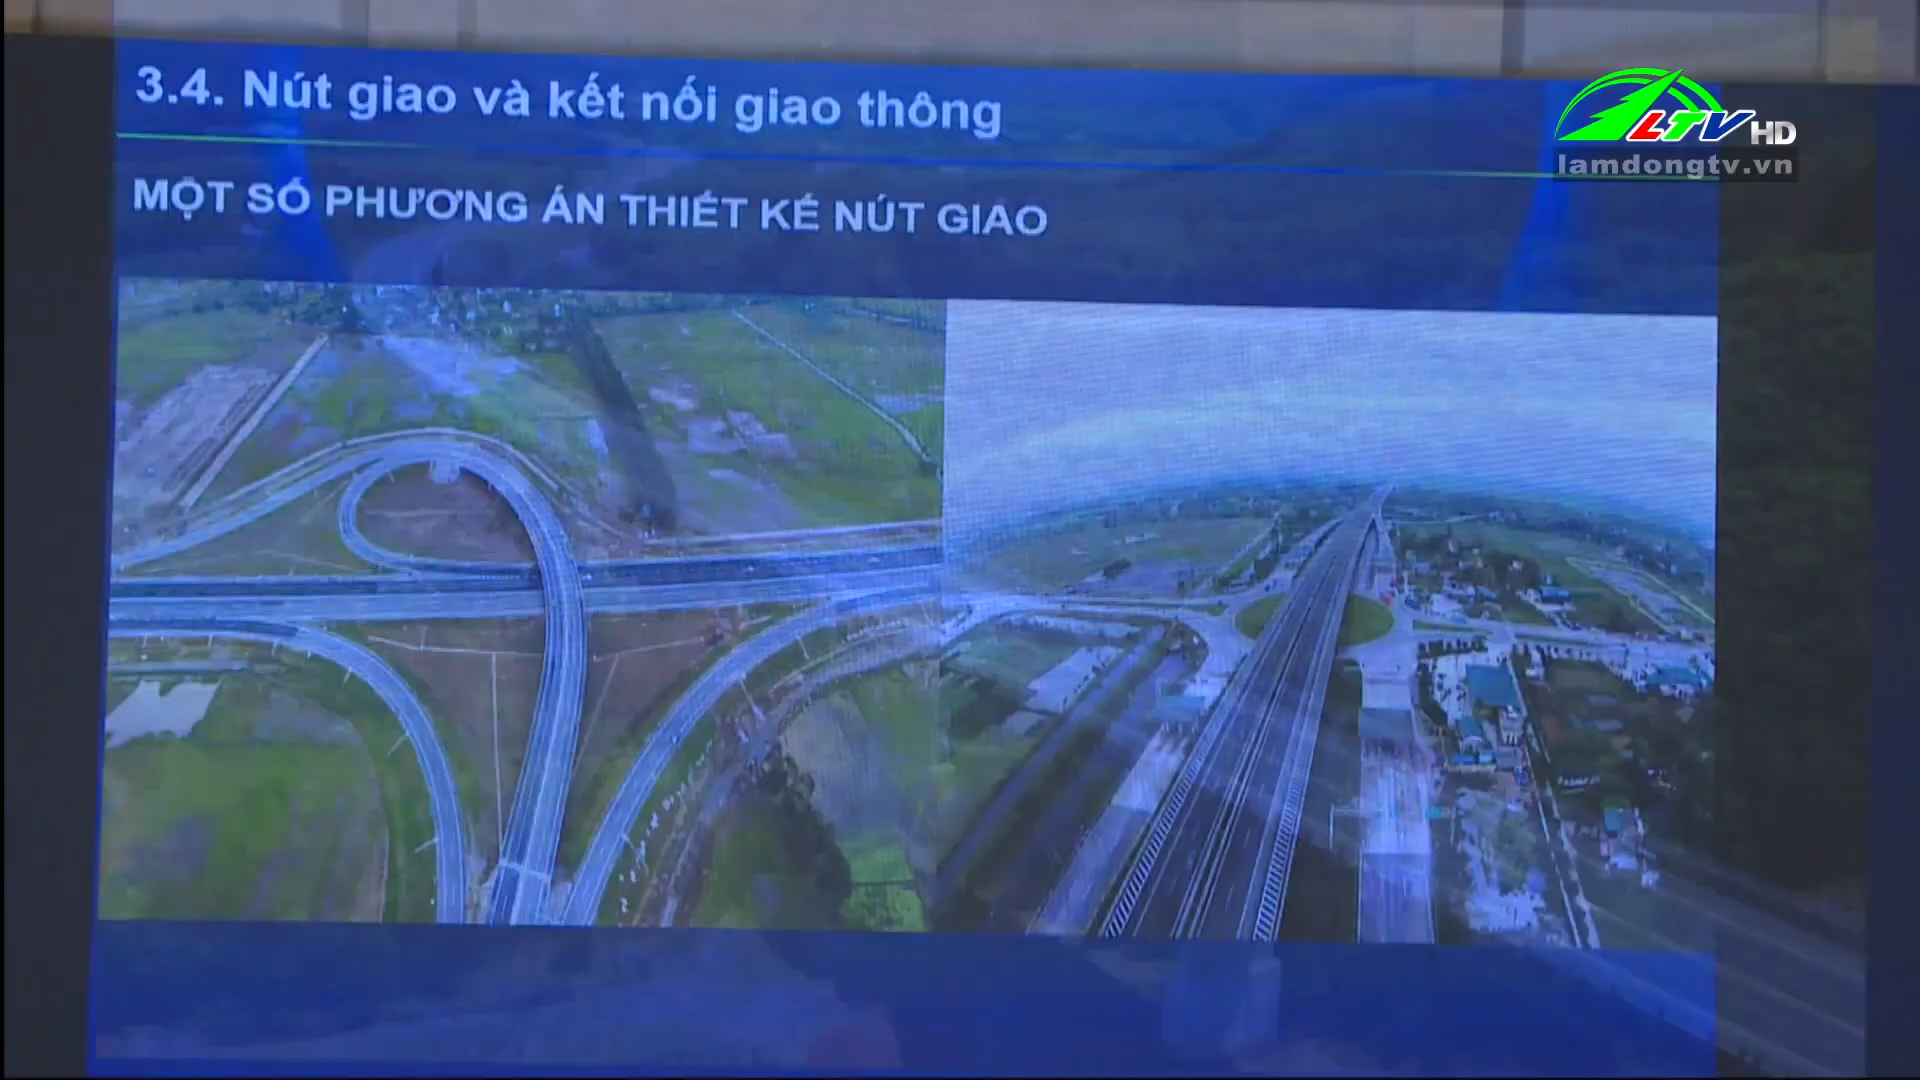 3.4. Nút giao và kết nối giao thông
LTV HD
lamdongtv.vn
MỘT SỐ PHƯƠNG ÁN THIẾT KẾ NÚT GIAO